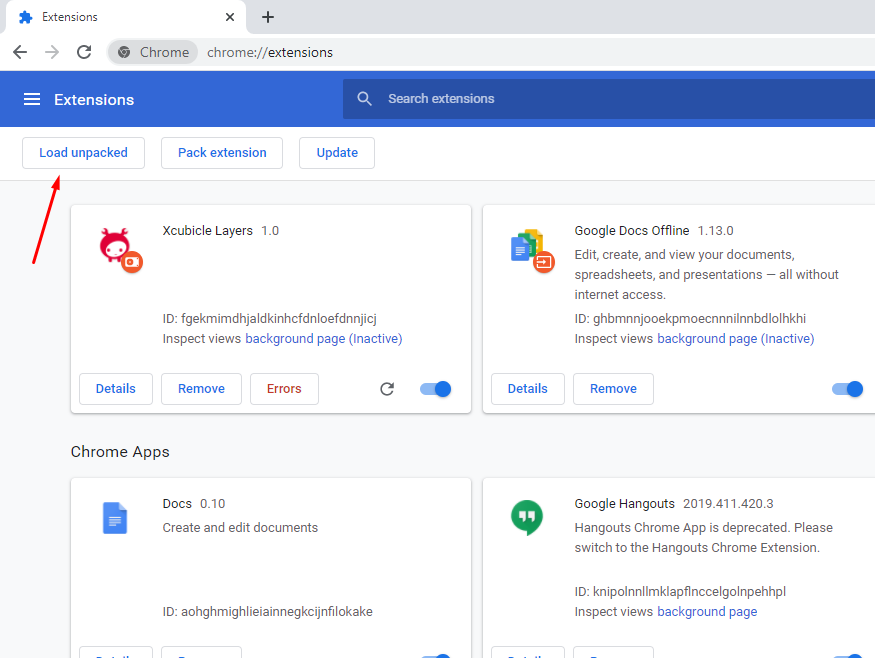 Extensions
Chrome chrome://extensions
Extensions
Search extensions
Load unpacked
Pack extension
Update
Xcubicle Layers 1.0
ID: fgekmimdhjaldkinhcfdnloefdnnjicj
Inspect views background page (Inactive)
Details
Remove
Errors
Google Docs Offline 1.13.0
Edit, create, and view your documents,
spreadsheets, and presentations — all without
internet access.
ID: ghbmnnjooekpmoecnnnilnnbdlolhkhi
Inspect views background page (Inactive)
Details
Remove
Chrome Apps
Docs 0.10
Create and edit documents
ID: aohghmighlieiainnegkcijnfilokake
Google Hangouts 2019.411.420.3
Hangouts Chrome App is deprecated. Please
switch to the Hangouts Chrome Extension.
ID: knipolnnllmklapflnccelgolnpehhpl
Inspect views background page